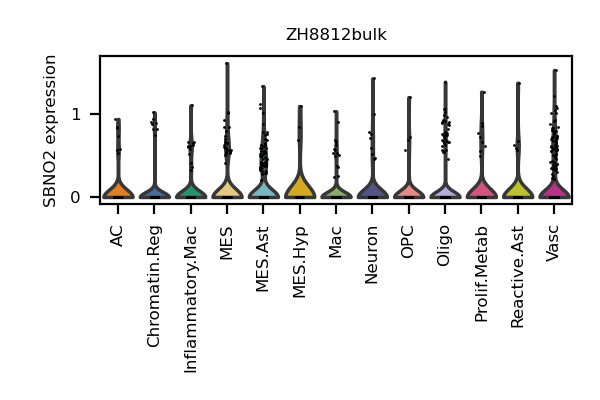 ZH8812bulk
SBNO2 expression
1
0
AC
Chromatin.Reg
Inflammatory.Mac
MES
MES.Ast
MES.Hyp
Mac
Neuron
OPC
Oligo
Prolif.Metab
Reactive.Ast
Vasc